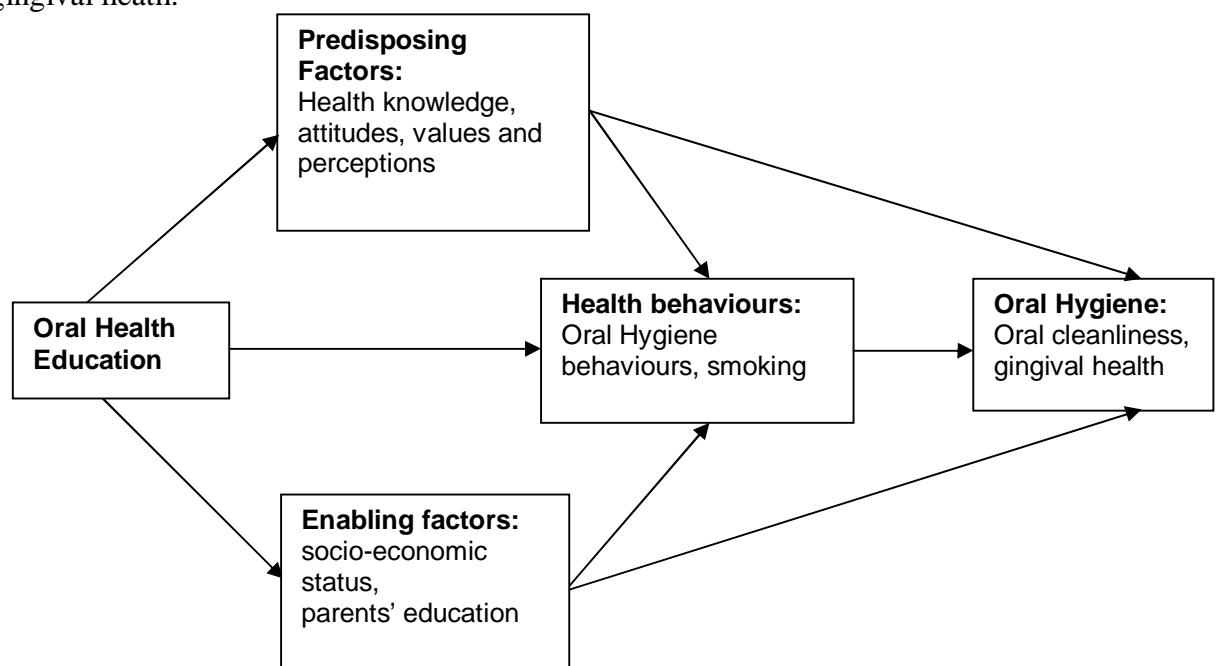 gingival heath.
Predisposing
Factors:
Health knowledge,
attitudes, values and
perceptions
Oral Health
Education
Health behaviours:
Oral Hygiene
behaviours, smoking
Oral Hygiene:
Oral cleanliness,
gingival health
Enabling factors:
socio-economic
status,
parents’ education